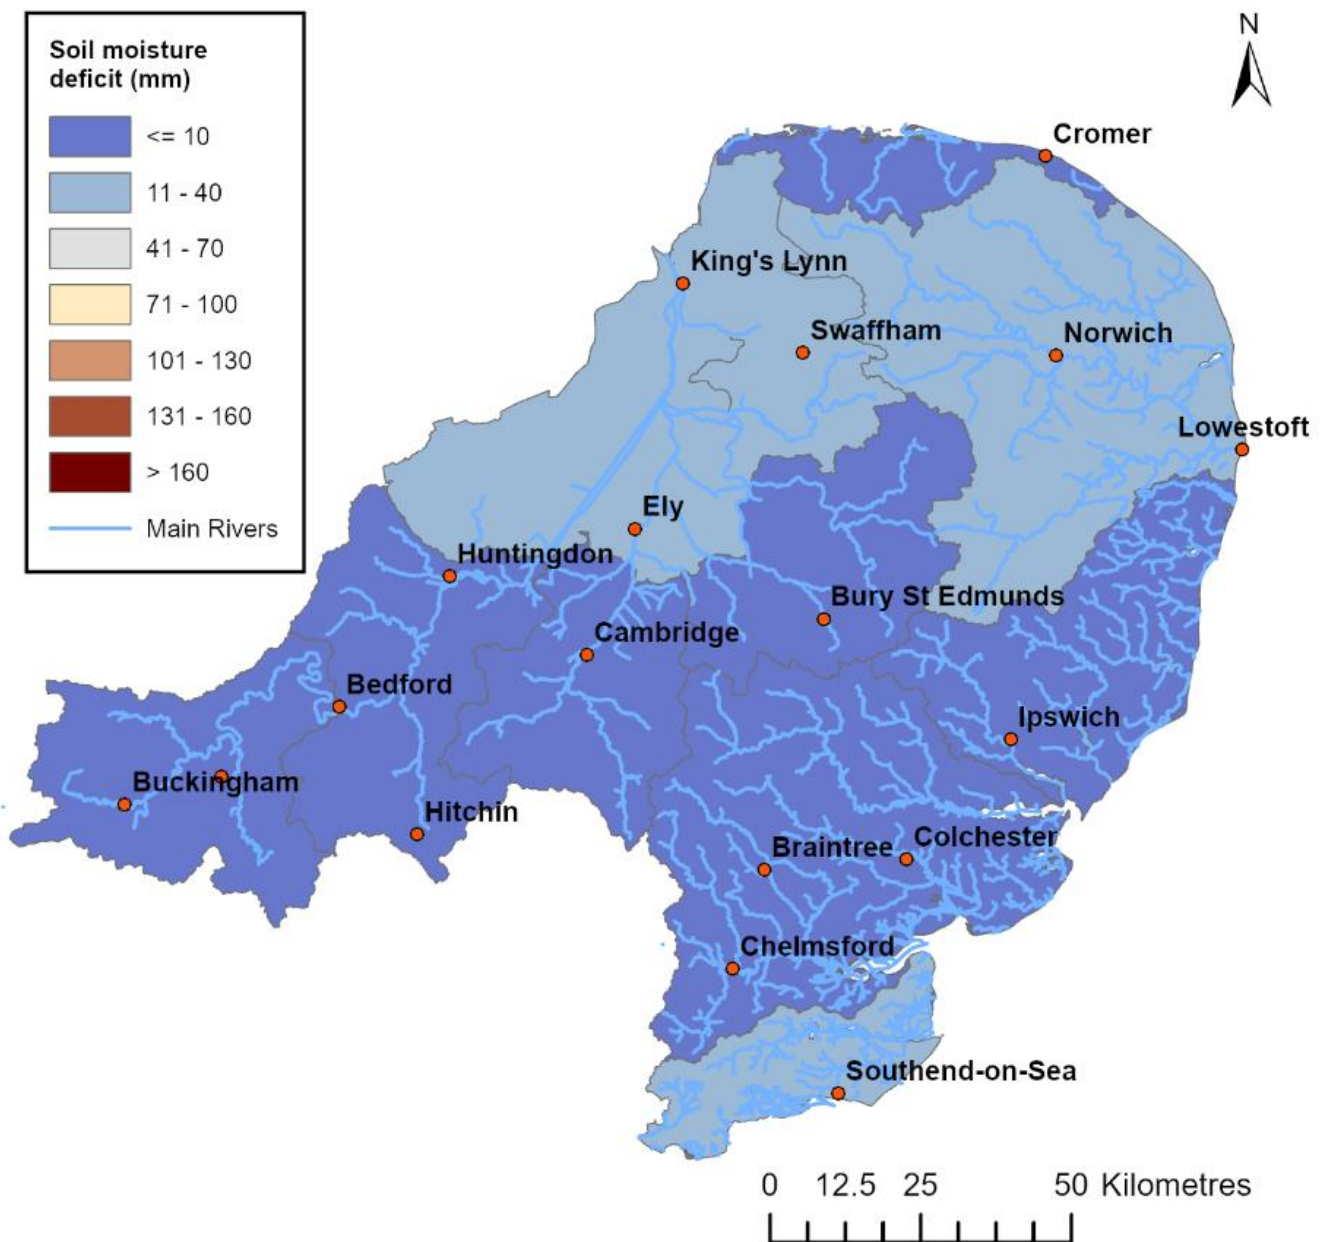 Soil moisture
deficit (mm)
<= 10
11 - 40
41 - 70
71 - 100
101 - 130
131 - 160
> 160
Main Rivers
N
Cromer
King's Lynn
Swaffham
Norwich
Lowestoft
Ely
Huntingdon
Bury St Edmunds
Cambridge
Bedford
Ipswich
Buckingham
Hitchin
Braintree
Colchester
Chelmsford
Southend-on-Sea
0 12.5 25 50 Kilometres